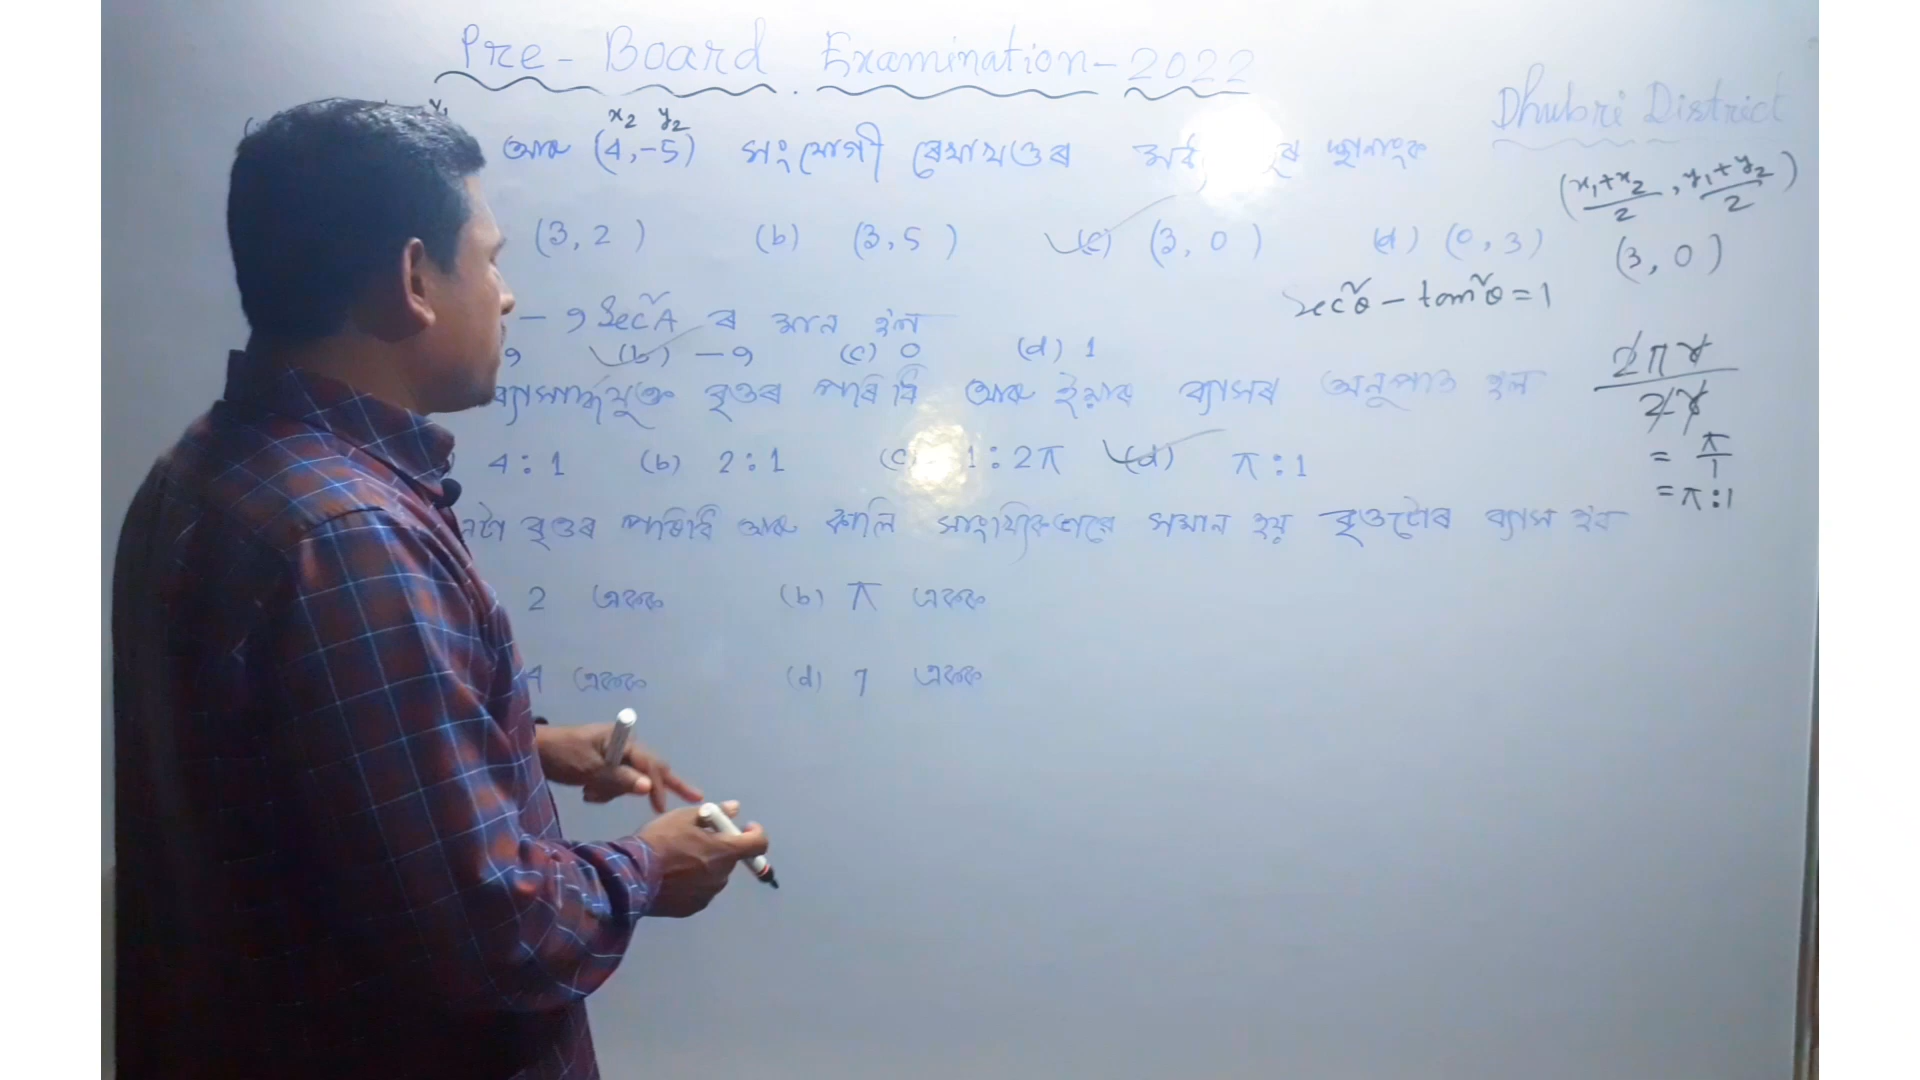 Pre-Board Examination-2022
Dhubri District
y₁ x₂ y₂
আৰু (4,-5) সংযোগী ৰেখাখণ্ডৰ স্থানাংক
(x₁+x₂/2, y₁+y₂/2)
(3, 2) (b) (3,5) (c) (3, 0) (d) (0,3)
(3, 0)
sec²θ - tan²θ = 1
- 9 Sec²A ৰ মান হ'ল
9 (b) -9 (c) 0 (d) 1
ব্যাসাৰ্দ্ধযুক্ত বৃত্তৰ পৰিধি আৰু ইয়াৰ ব্যাসৰ অনুপাত হ'ল
2πr/2r
= π/1
= π:1
4:1 (b) 2:1 (c) 1:2π (d) π:1
এটা বৃত্তৰ পৰিধি আৰু কালি সাংখ্যিকভাৱে সমান হয় বৃত্তটোৰ ব্যাস হ'ব
2 একক (b) π একক
4 একক (d) 7 একক